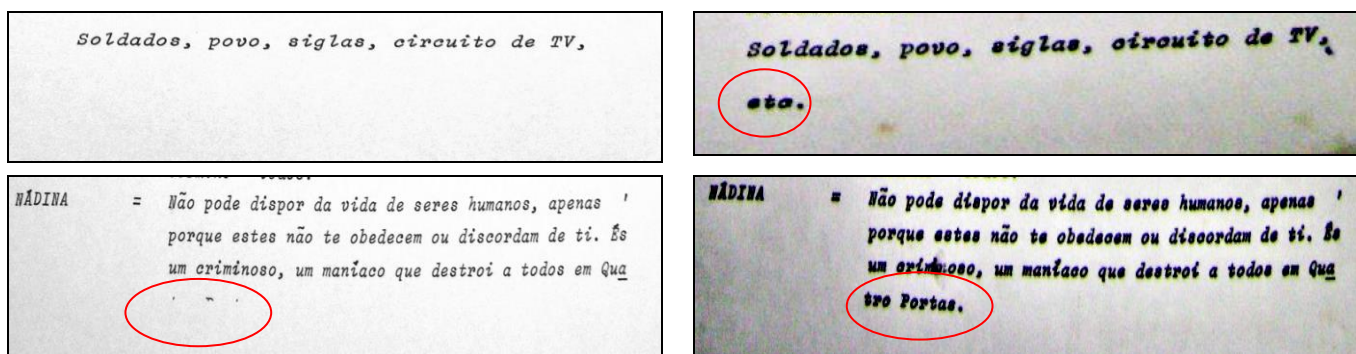 Soldados, povo, siglas, circuito de TV,
Soldados, povo, siglas, circuito de TV,
etc.
NÁDINA = Não pode dispor da vida de seres humanos, apenas '
porque estes não te obedecem ou discordam de ti. És
um criminoso, um maníaco que destroi a todos em Qua
NÁDINA = Não pode dispor da vida de seres humanos, apenas '
porque estes não te obedecem ou discordam de ti. És
um criminoso, um maníaco que destroi a todos em Qua
tro Portas.